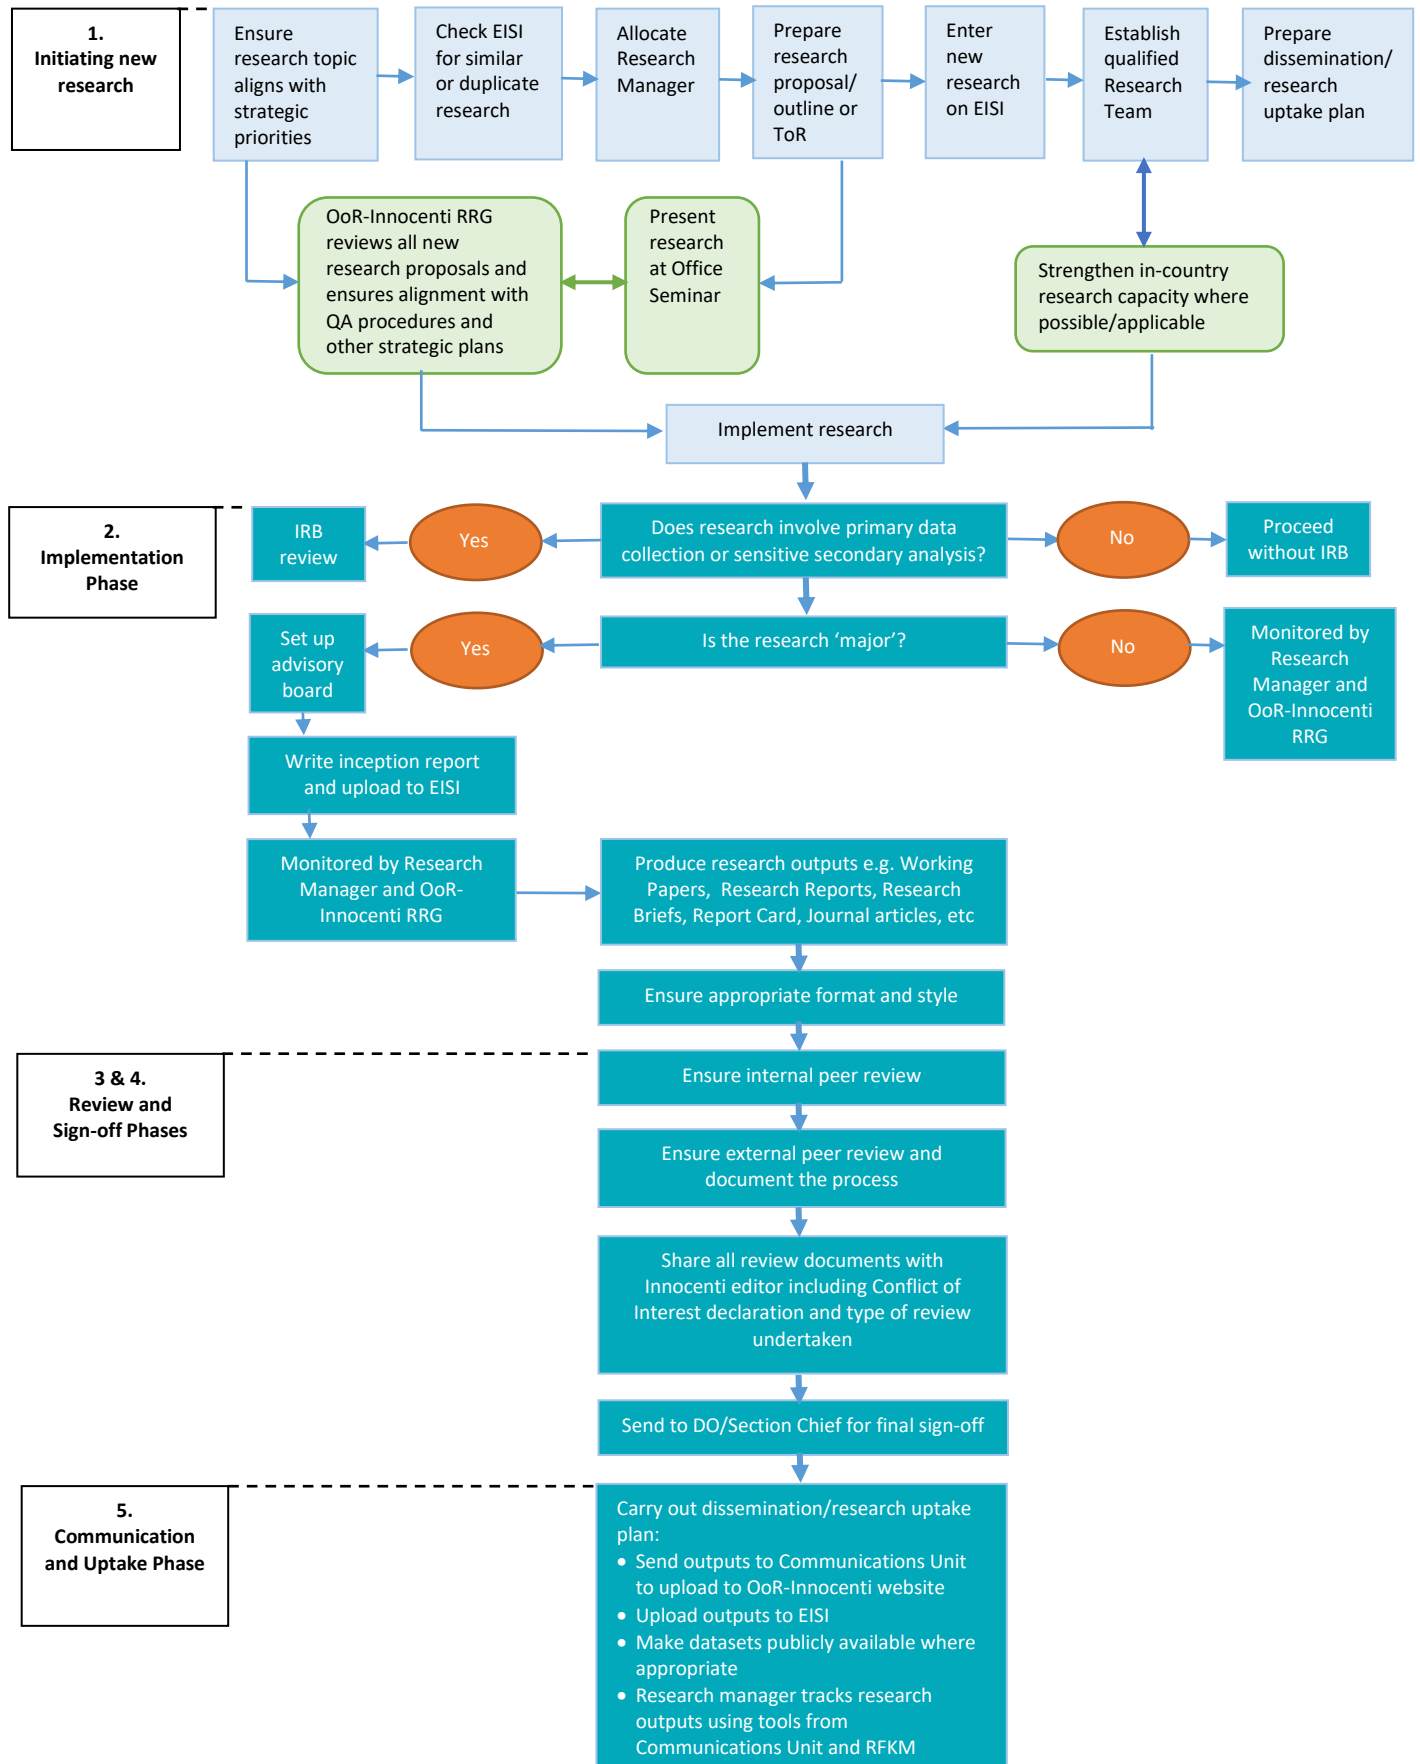 1.
Initiating new
research
Ensure
research topic
aligns with
strategic
priorities
Check EISI
for similar
or duplicate
research
Allocate
Research
Manager
Prepare
research
proposal/
outline or
ToR
Enter
new
research
on EISI
Establish
qualified
Research
Team
Prepare
dissemination/
research
uptake plan
OoR-Innocenti RRG
reviews all new
research proposals and
ensures alignment with
QA procedures and
other strategic plans
Present
research
at Office
Seminar
Strengthen in-country
research capacity where
possible/applicable
Implement research
2.
Implementation
Phase
IRB
review
Yes
Does research involve primary data
collection or sensitive secondary analysis?
No
Proceed
without IRB
Set up
advisory
board
Yes
Is the research ‘major’?
No
Monitored by
Research
Manager and
OoR-Innocenti
RRG
Write inception report
and upload to EISI
Monitored by Research
Manager and OoR-
Innocenti RRG
Produce research outputs e.g. Working
Papers, Research Reports, Research
Briefs, Report Card, Journal articles, etc
Ensure appropriate format and style
3 & 4.
Review and
Sign-off Phases
Ensure internal peer review
Ensure external peer review and
document the process
Share all review documents with
Innocenti editor including Conflict of
Interest declaration and type of review
undertaken
Send to DO/Section Chief for final sign-off
5.
Communication
and Uptake Phase
Carry out dissemination/research uptake
plan:
• Send outputs to Communications Unit
to upload to OoR-Innocenti website
• Upload outputs to EISI
• Make datasets publicly available where
appropriate
• Research manager tracks research
outputs using tools from
Communications Unit and RFKM